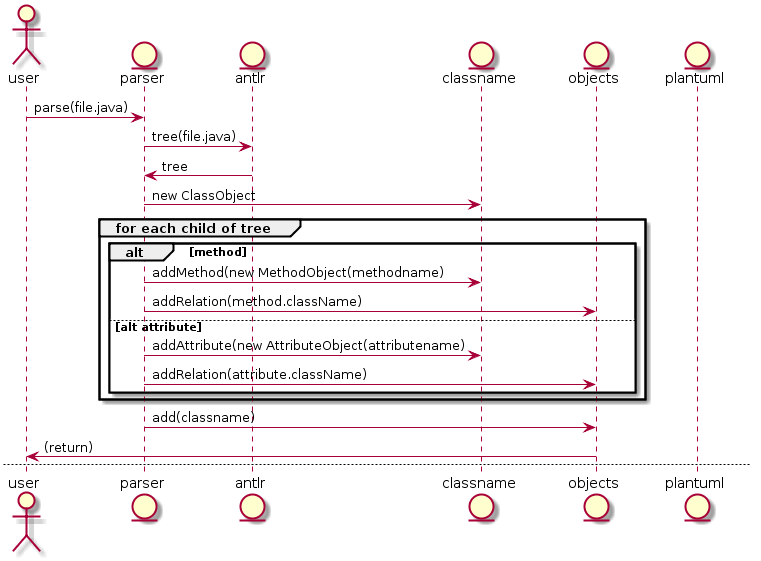 user parser antlr classname objects plantuml
parse(file.java)
tree(file.java)
tree
new ClassObject
for each child of tree
alt [method]
addMethod(new MethodObject(methodname)
addRelation(method.className)
[alt attribute]
addAttribute(new AttributeObject(attributename)
addRelation(attribute.className)
add(classname)
(return)
user parser antlr classname objects plantuml